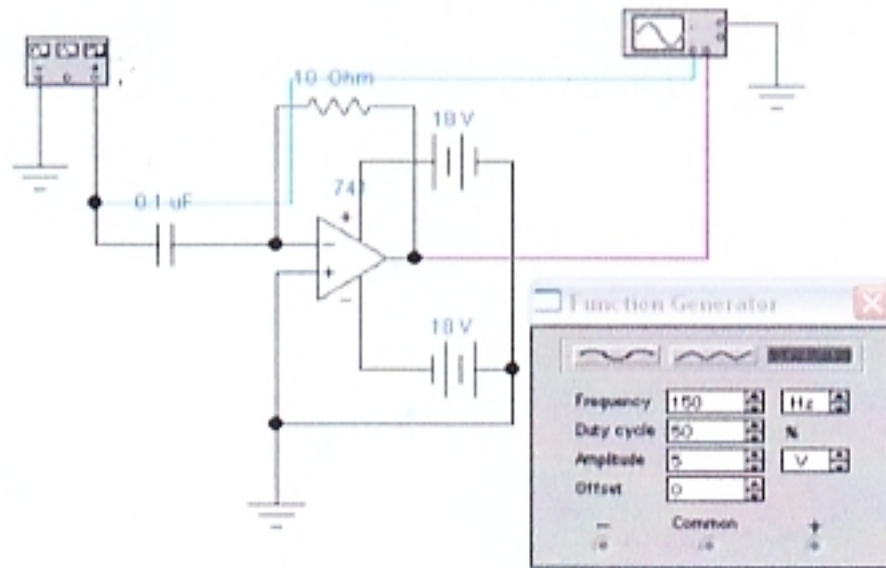 10 Ohm
18 V
741
0.1 uF
18 V
Function Generator
Frequency 150 Hz
Duty cycle 50 %
Amplitude 5 V
Offset 0
- Common +